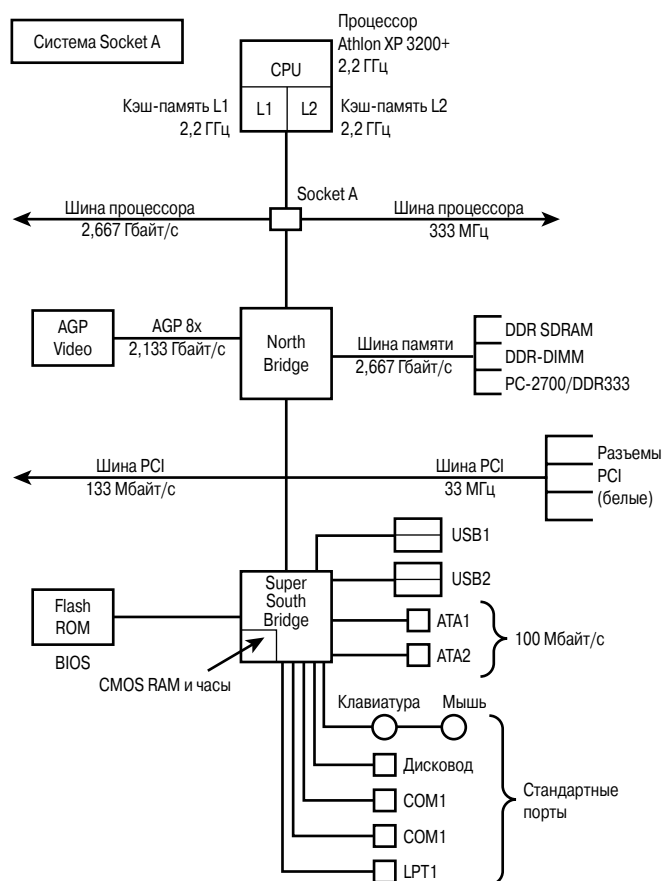 Система Socket A
Процессор
Athlon XP 3200+
2,2 ГГц
CPU
Кэш-память L1
2,2 ГГц
L1
L2
Кэш-память L2
2,2 ГГц
Socket A
Шина процессора
2,667 Гбайт/с
Шина процессора
333 МГц
AGP
Video
AGP 8x
2,133 Гбайт/с
North
Bridge
Шина памяти
2,667 Гбайт/с
DDR SDRAM
DDR-DIMM
PC-2700/DDR333
Шина PCI
133 Мбайт/с
Шина PCI
33 МГц
Разъемы
PCI
(белые)
USB1
USB2
Flash
ROM
BIOS
Super
South
Bridge
CMOS RAM и часы
ATA1
ATA2
100 Мбайт/с
Клавиатура
Мышь
Дисковод
COM1
COM1
LPT1
Стандартные
порты